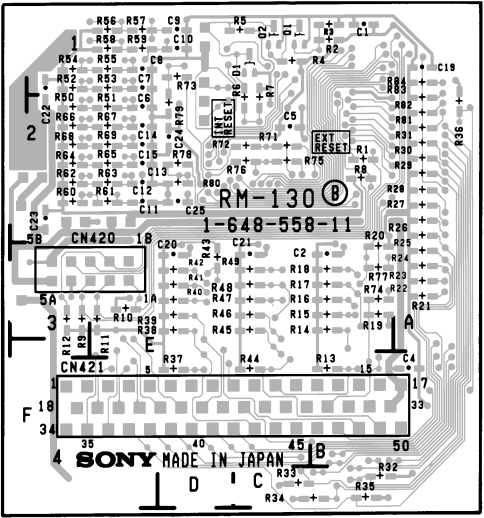 R56 R57 C9 R5 Q2 Q1 R3 C1
R58 R59 C10 R2
1
R54 R55 C8 D1 R4 C19
R52 R53 C7 R73 R84
R83
R50 R51 C6 R6 R7
C22 R66 R67 R79 INT RESET C5 R82 R36
2 R68 R69 C14 C24 R81
R71 EXT RESET R31
R64 R65 C15 R72 R30
R62 R63 C13 R78 R76 R75 R1 R29
R8
R60 R61 C12 R80 R28
C11 C25 RM-130 B R27
C23 1-648-558-11 R26
5B CN420 1B C20 R43 C21 C2 R20 R25
R42 R49 R18 R24
R41 R77 R23
5A 1A R40 R48 R17 R74 R22
R47 R16 R21
3 R10 R39 R46 R15 R19 A
R12 R9 R11 R38 R45 R14
E
CN421 R37 R44 R13 C4
1 5 15 17
F 18 33
34
35 40 45 50
4 SONY MADE IN JAPAN B
D C R33 R32
R34 R35